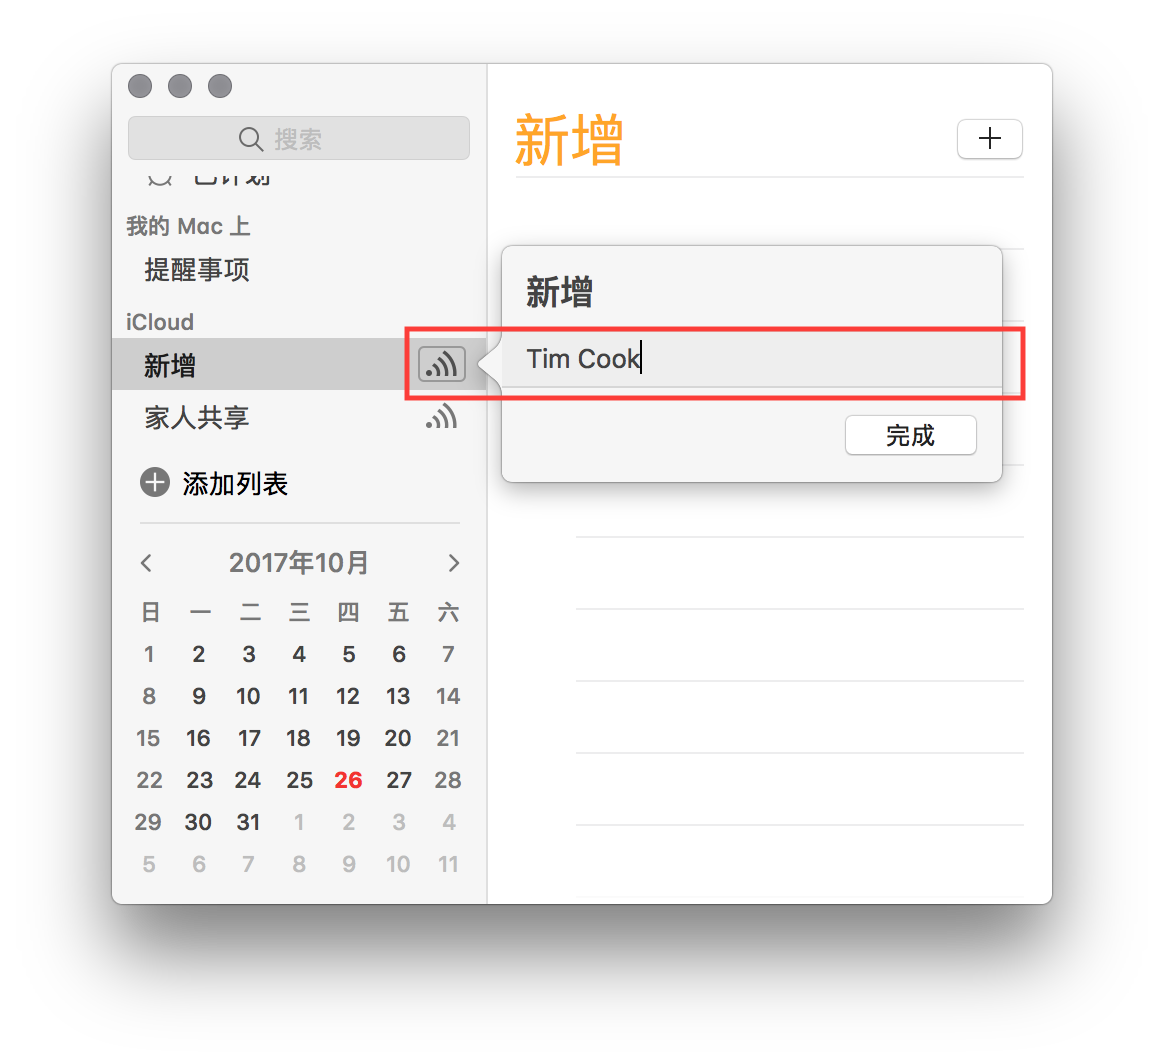 搜索
已计划
我的 Mac 上
提醒事项
iCloud
新增
家人共享
添加列表
2017年10月
日 一 二 三 四 五 六
1 2 3 4 5 6 7
8 9 10 11 12 13 14
15 16 17 18 19 20 21
22 23 24 25 26 27 28
29 30 31 1 2 3 4
5 6 7 8 9 10 11
新增
新增
Tim Cook
完成